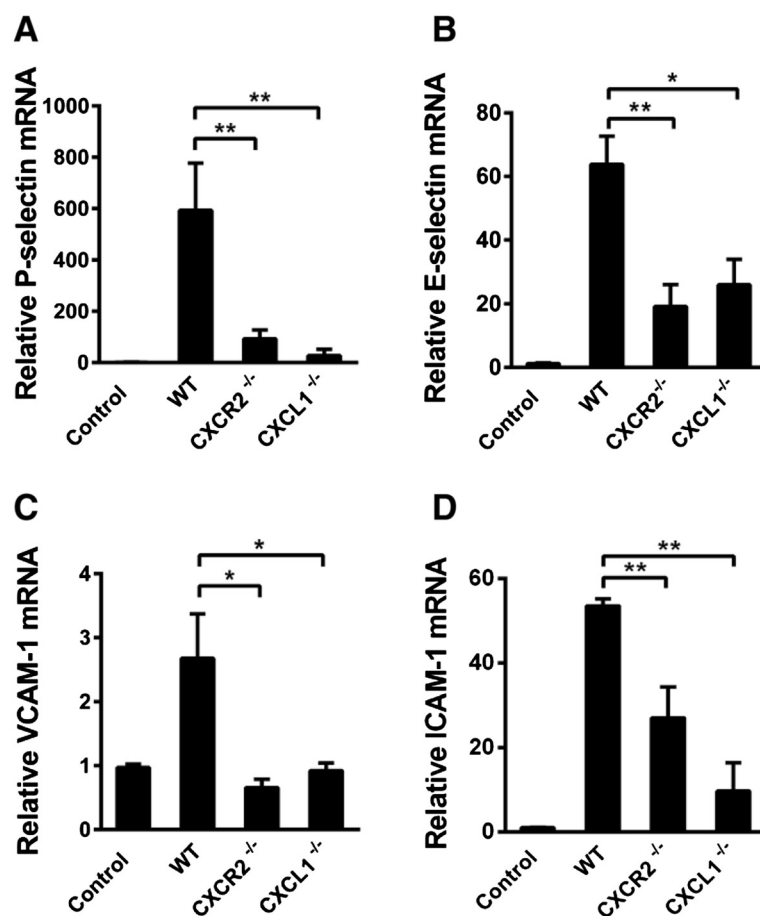 A
Relative P-selectin mRNA
1000
800
600
400
200
0
**
**
Control
WT
CXCR2-/-
CXCL1-/-
B
Relative E-selectin mRNA
80
60
40
20
0
*
**
Control
WT
CXCR2-/-
CXCL1-/-
C
Relative VCAM-1 mRNA
4
3
2
1
0
*
*
Control
WT
CXCR2-/-
CXCL1-/-
D
Relative ICAM-1 mRNA
60
40
20
0
**
**
Control
WT
CXCR2-/-
CXCL1-/-